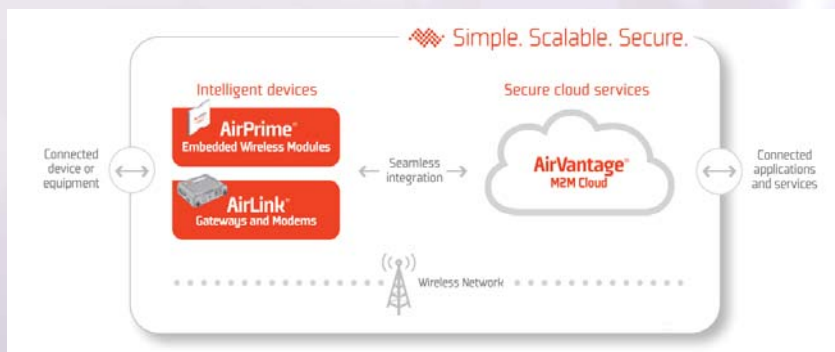 Simple. Scalable. Secure.
Intelligent devices
Secure cloud services
AirPrime®
Embedded Wireless Modules
AirLink®
Gateways and Modems
Connected
device or
equipment
Seamless
integration
AirVantage®
M2M Cloud
Connected
applications
and services
Wireless Network